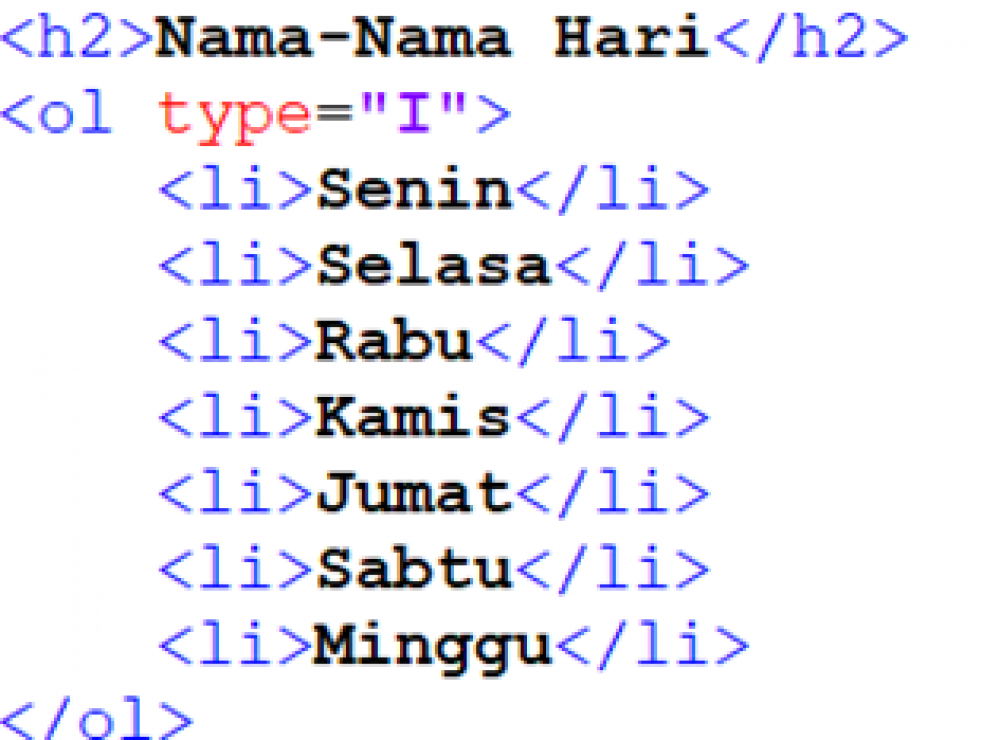 <h2>Nama-Nama Hari</h2>
<ol type="I">
<li>Senin</li>
<li>Selasa</li>
<li>Rabu</li>
<li>Kamis</li>
<li>Jumat</li>
<li>Sabtu</li>
<li>Minggu</li>
</ol>